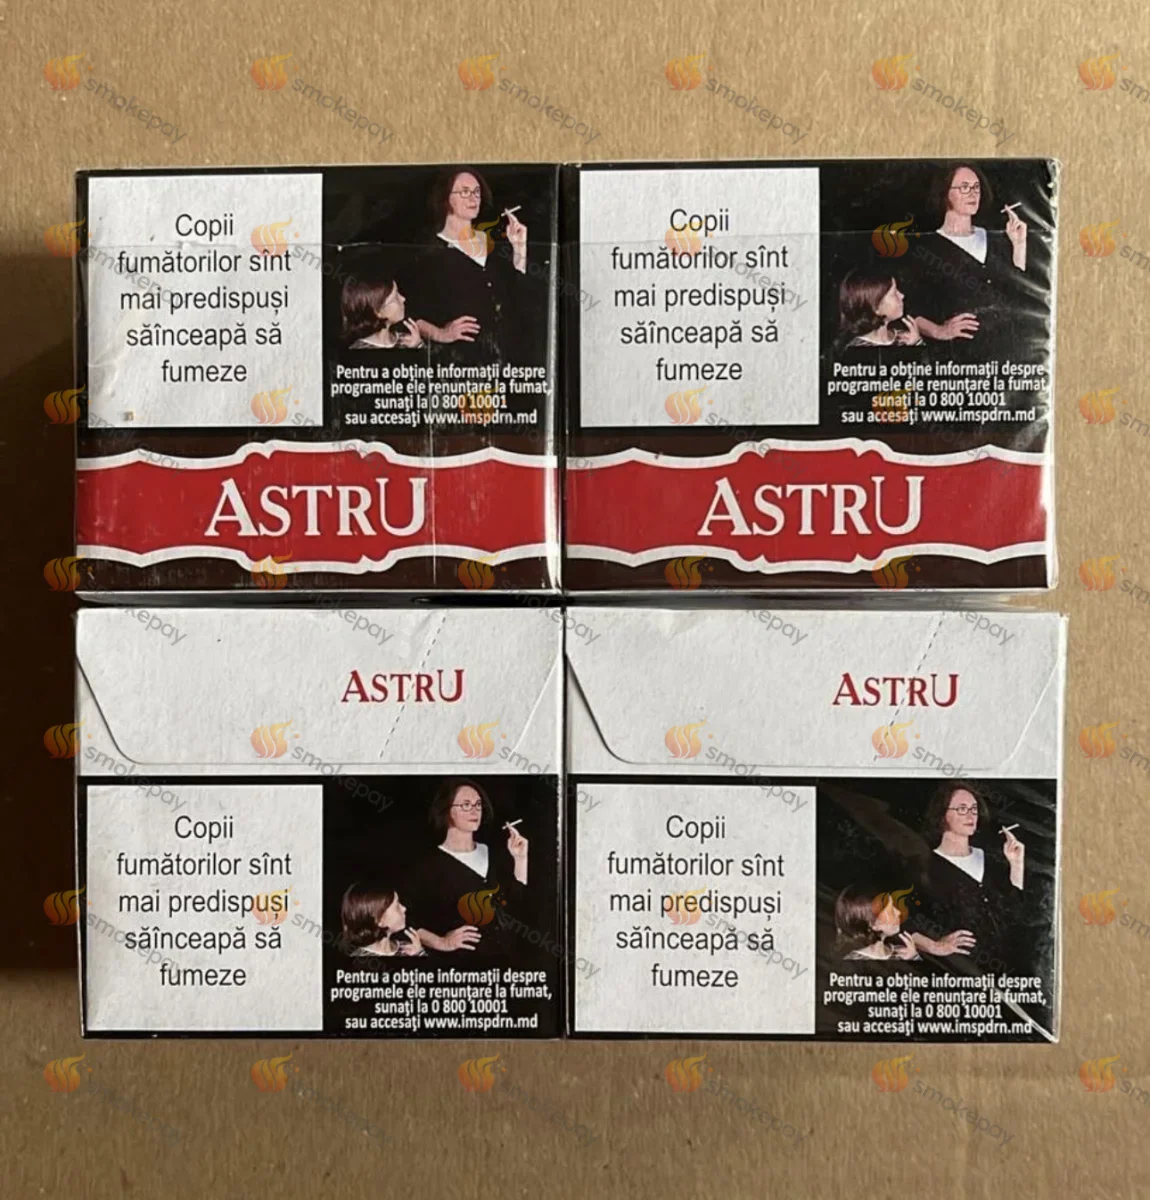 Copii
fumătorilor sînt
mai predispuși
săînceapă să
fumeze
Pentru a obține informații despre
programele ele renunțare la fumat,
sunați la 0 800 10001
sau accesați www.imspdrn.md
ASTRU
Copii
fumătorilor sînt
mai predispuși
săînceapă să
fumeze
Pentru a obține informații despre
programele ele renunțare la fumat,
sunați la 0 800 10001
sau accesați www.imspdrn.md
ASTRU
ASTRU
Copii
fumătorilor sînt
mai predispuși
săînceapă să
fumeze
Pentru a obține informații despre
programele ele renunțare la fumat,
sunați la 0 800 10001
sau accesați www.imspdrn.md
ASTRU
Copii
fumătorilor sînt
mai predispuși
săînceapă să
fumeze
Pentru a obține informații despre
programele ele renunțare la fumat,
sunați la 0 800 10001
sau accesați www.imspdrn.md
smokepay